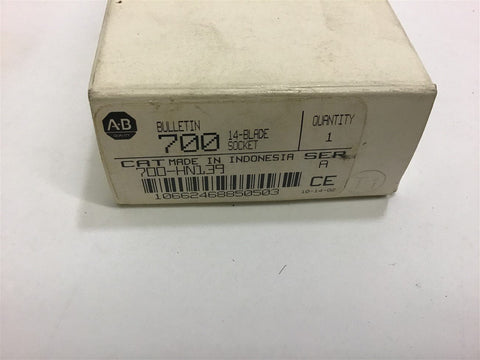 A-B
QUALITY
BULLETIN
700
14-BLADE
SOCKET
QUANTITY
1
CAT MADE IN INDONESIA SER
700-HN139
A
10662468850503
CE
10-14-02